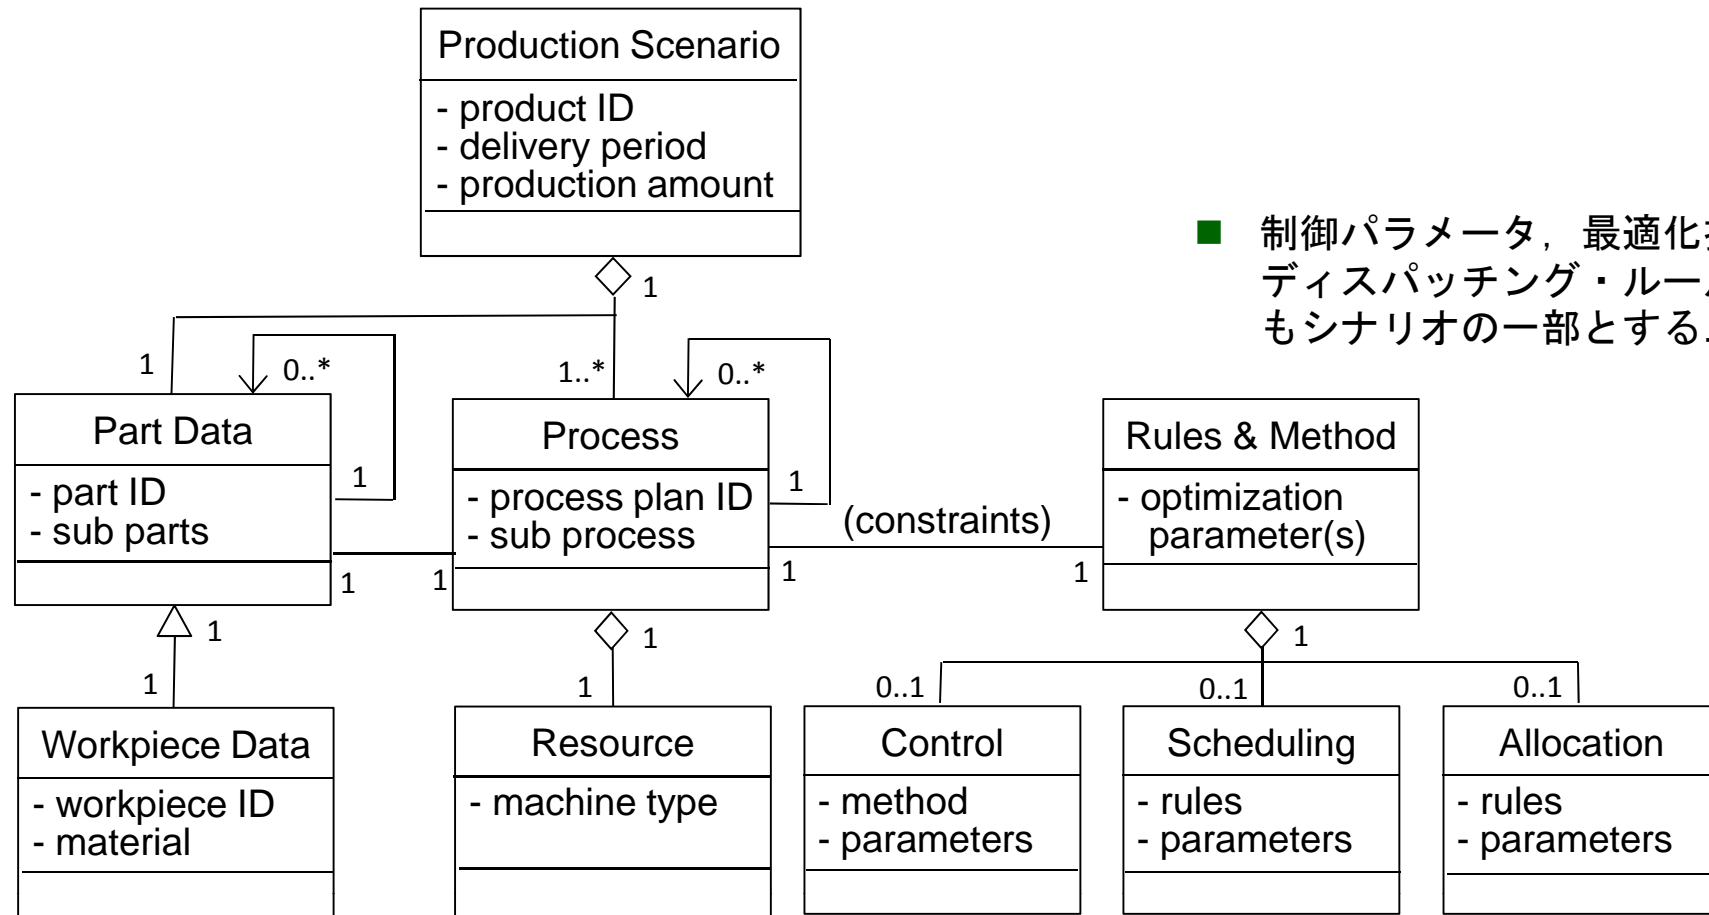 Production Scenario
- product ID
- delivery period
- production amount
1
■ 制御パラメータ，最適化
ディスパッチング・ルー
もシナリオの一部とする
1
0..*
1..*
0..*
Part Data
- part ID
- sub parts
1
Process
- process plan ID
- sub process
1
(constraints)
Rules & Method
- optimization
parameter(s)
1
1
1
1
1
1
1
1
1
0..1
0..1
0..1
Workpiece Data
- workpiece ID
- material
Resource
- machine type
Control
- method
- parameters
Scheduling
- rules
- parameters
Allocation
- rules
- parameters